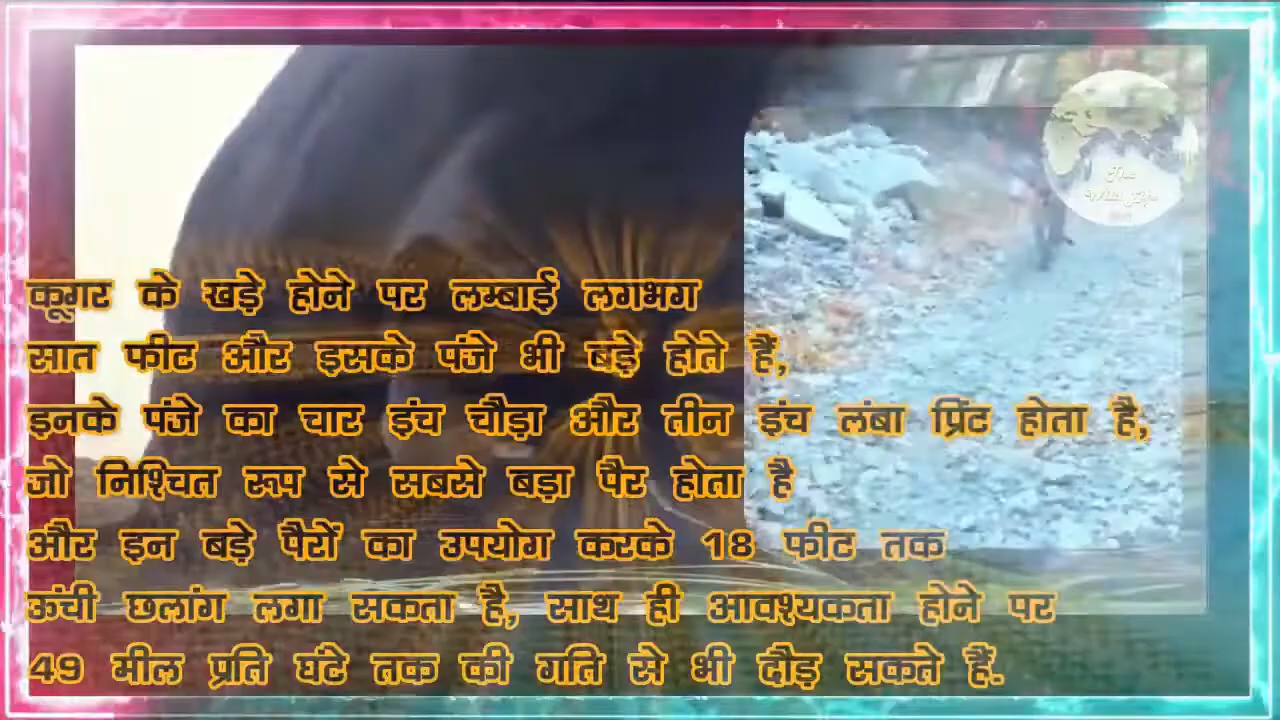 कूगर के खड़े होने पर लम्बाई लगभग
सात फीट और इसके पंजे भी बड़े होते हैं,
इनके पंजे का चार इंच चौड़ा और तीन इंच लंबा प्रिंट होता है,
जो निश्चित रूप से सबसे बड़ा पैर होता है
और इन बड़े पैरों का उपयोग करके 18 फीट तक
ऊंची छलांग लगा सकता है, साथ ही आवश्यकता होने पर
49 मील प्रति घंटे तक की गति से भी दौड़ सकते हैं.